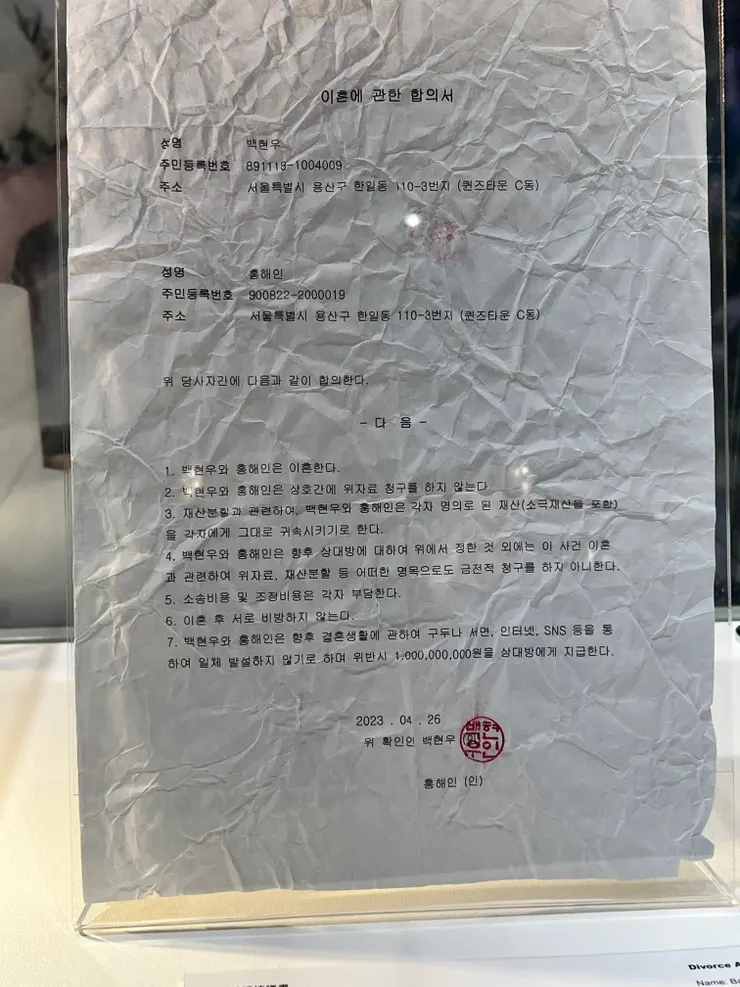 이혼에 관한 합의서
성명 백현우
주민등록번호 891118-1004009
주소 서울특별시 용산구 한일동 110-3번지 (퀸즈타운 C동)
성명 홍해인
주민등록번호 900822-2000019
주소 서울특별시 용산구 한일동 110-3번지 (퀸즈타운 C동)
위 당사자간에 다음과 같이 합의한다.
- 다 음 -
1. 백현우와 홍해인은 이혼한다.
2. 백현우와 홍해인은 상호간에 위자료 청구를 하지 않는다
3. 재산분할과 관련하여, 백현우와 홍해인은 각자 명의로 된 재산(소극재산을 포함)
을 각자에게 그대로 귀속시키기로 한다.
4. 백현우와 홍해인은 향후 상대방에 대하여 위에서 정한 것 외에는 이 사건 이혼
과 관련하여 위자료, 재산분할 등 어떠한 명목으로도 금전적 청구를 하지 아니한다.
5. 소송비용 및 조정비용은 각자 부담한다.
6. 이혼 후 서로 비방하지 않는다.
7. 백현우와 홍해인은 향후 결혼생활에 관하여 구두나 서면, 인터넷, SNS 등을 통
하여 일체 발설하지 않기로 하며 위반시 1,000,000,000원을 상대방에게 지급한다.
2023 . 04 . 26
위 확인인 백현우 (인)
백현우인
홍해인 (인)
Divorce
Name: